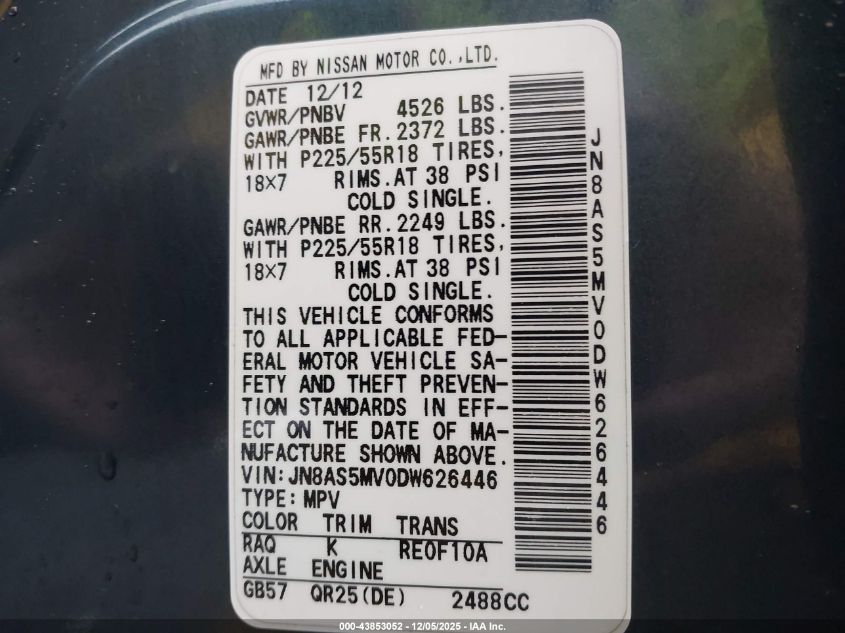 MFD BY NISSAN MOTOR CO.,LTD.
DATE 12/12
GVWR/PNBV 4526 LBS.
GAWR/PNBE FR.2372 LBS.
WITH P225/55R18 TIRES,
18×7 RIMS.AT 38 PSI
COLD SINGLE.
GAWR/PNBE RR.2249 LBS.
WITH P225/55R18 TIRES,
18×7 RIMS.AT 38 PSI
COLD SINGLE.
THIS VEHICLE CONFORMS
TO ALL APPLICABLE FED-
ERAL MOTOR VEHICLE SA-
FETY AND THEFT PREVEN-
TION STANDARDS IN EFF-
ECT ON THE DATE OF MA-
NUFACTURE SHOWN ABOVE.
VIN:JN8AS5MV0DW626446
TYPE:MPV
COLOR TRIM TRANS
RAQ K RE0F10A
AXLE ENGINE
GB57 QR25(DE) 2488CC
JN8AS5MV0DW626446
000-43853052 - 12/05/2025 - IAA Inc.